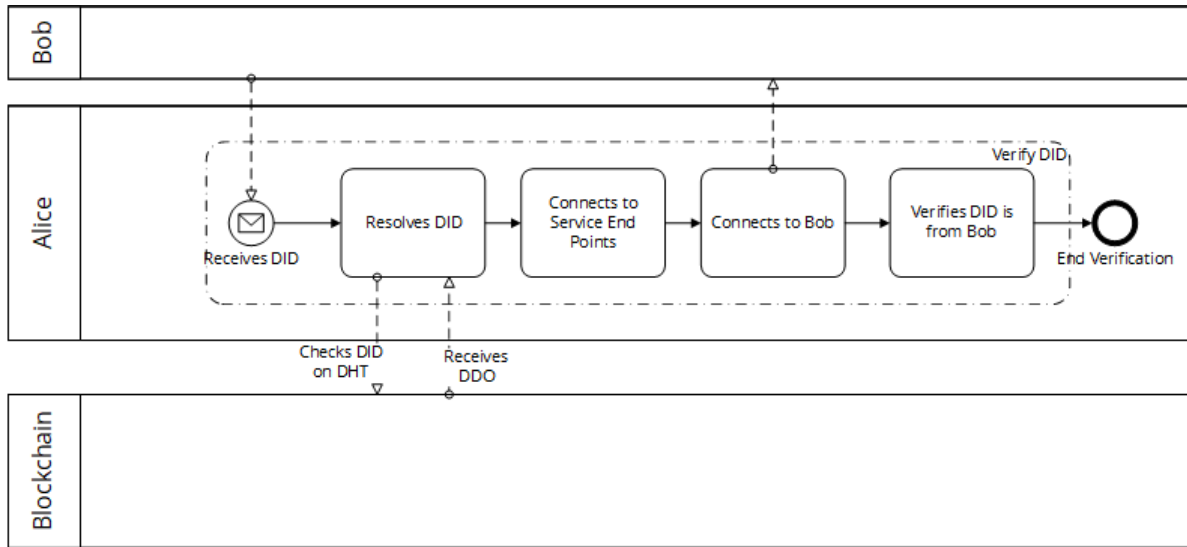 Bob
Alice
Verify DID
Receives DID
Resolves DID
Connects to
Service End
Points
Connects to Bob
Verifies DID is
from Bob
End Verification
Checks DID
on DHT
Receives
DDO
Blockchain